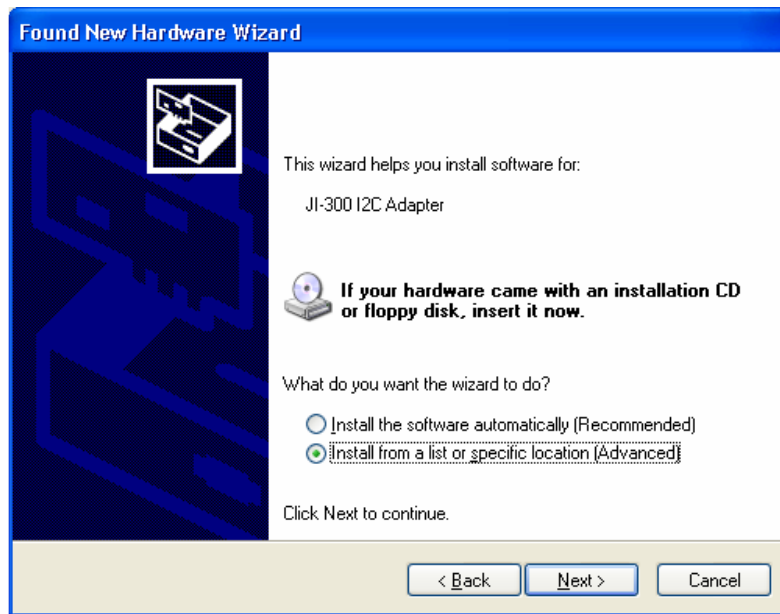 Found New Hardware Wizard
This wizard helps you install software for:
JI-300 I2C Adapter
If your hardware came with an installation CD
or floppy disk, insert it now.
What do you want the wizard to do?
Install the software automatically (Recommended)
Install from a list or specific location (Advanced)
Click Next to continue.
< Back
Next >
Cancel